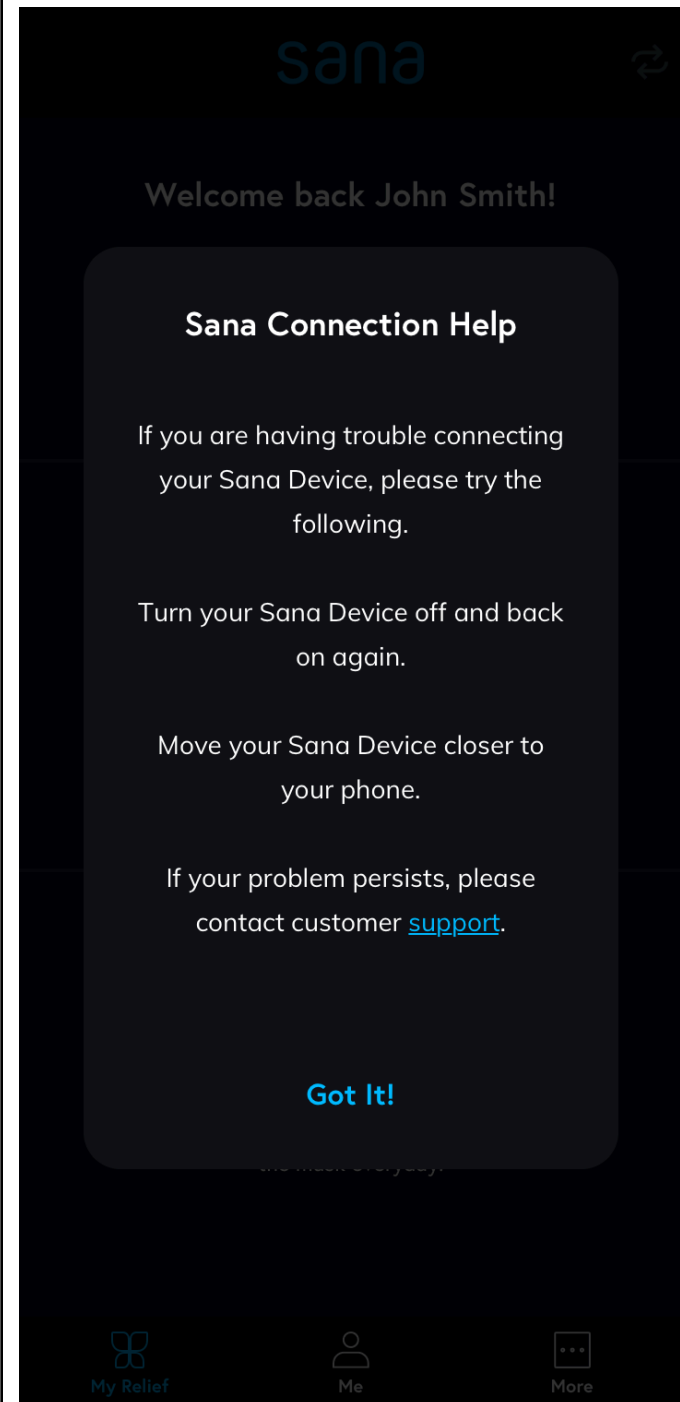 sana
Welcome back John Smith!
Sana Connection Help
If you are having trouble connecting
your Sana Device, please try the
following.
Turn your Sana Device off and back
on again.
Move your Sana Device closer to
your phone.
If your problem persists, please
contact customer support.
Got It!
My Relief
Me
More